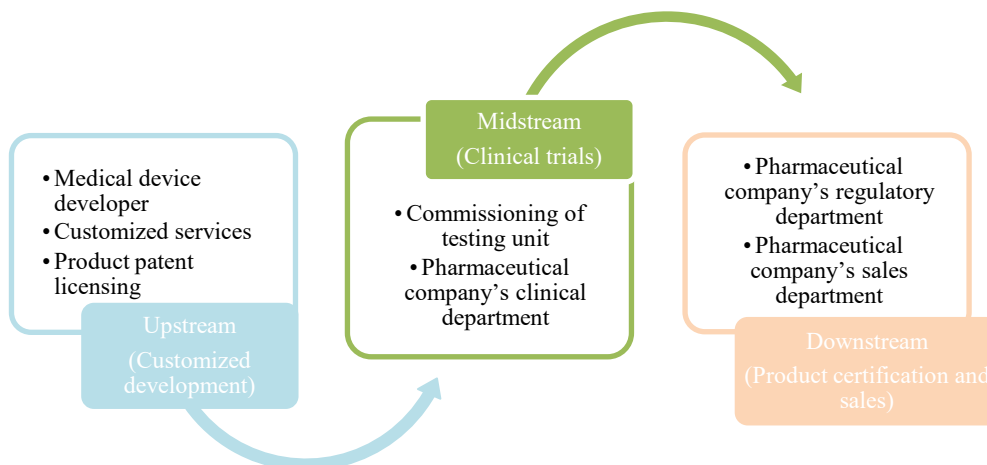 • Medical device
developer
• Customized services
• Product patent
licensing
Upstream
(Customized
development)
Midstream
(Clinical trials)
• Commissioning of
testing unit
• Pharmaceutical
company’s clinical
department
• Pharmaceutical
company’s regulatory
department
• Pharmaceutical
company’s sales
department
Downstream
(Product certification and
sales)